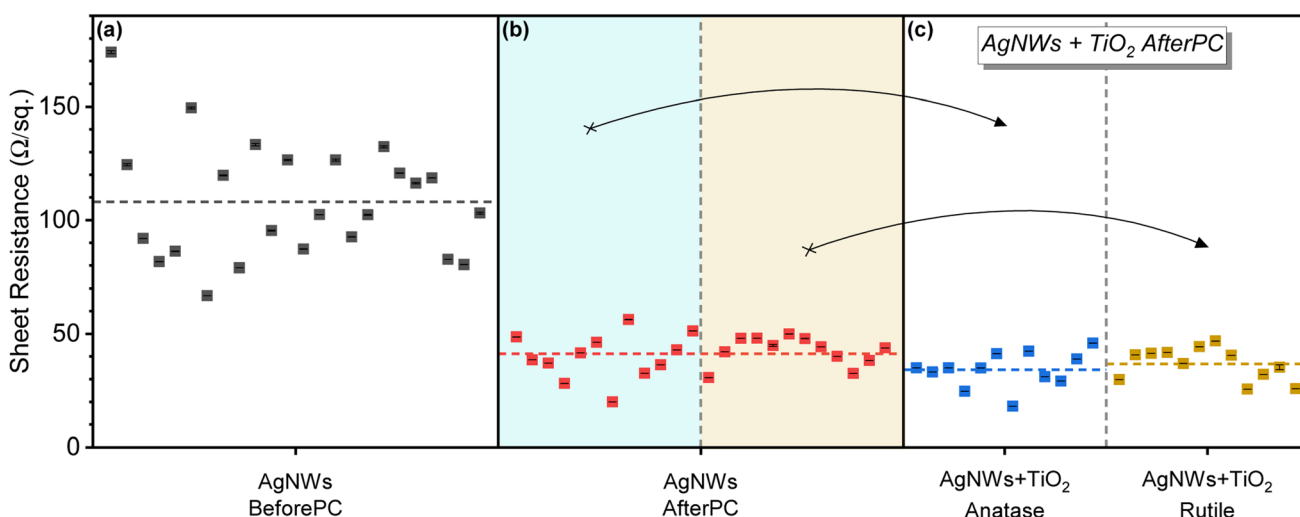 (a)
(b)
(c)
AgNWs + TiO₂ AfterPC
Sheet Resistance (Ω/sq.)
150
100
50
0
AgNWs
BeforePC
AgNWs
AfterPC
AgNWs+TiO₂
Anatase
AgNWs+TiO₂
Rutile